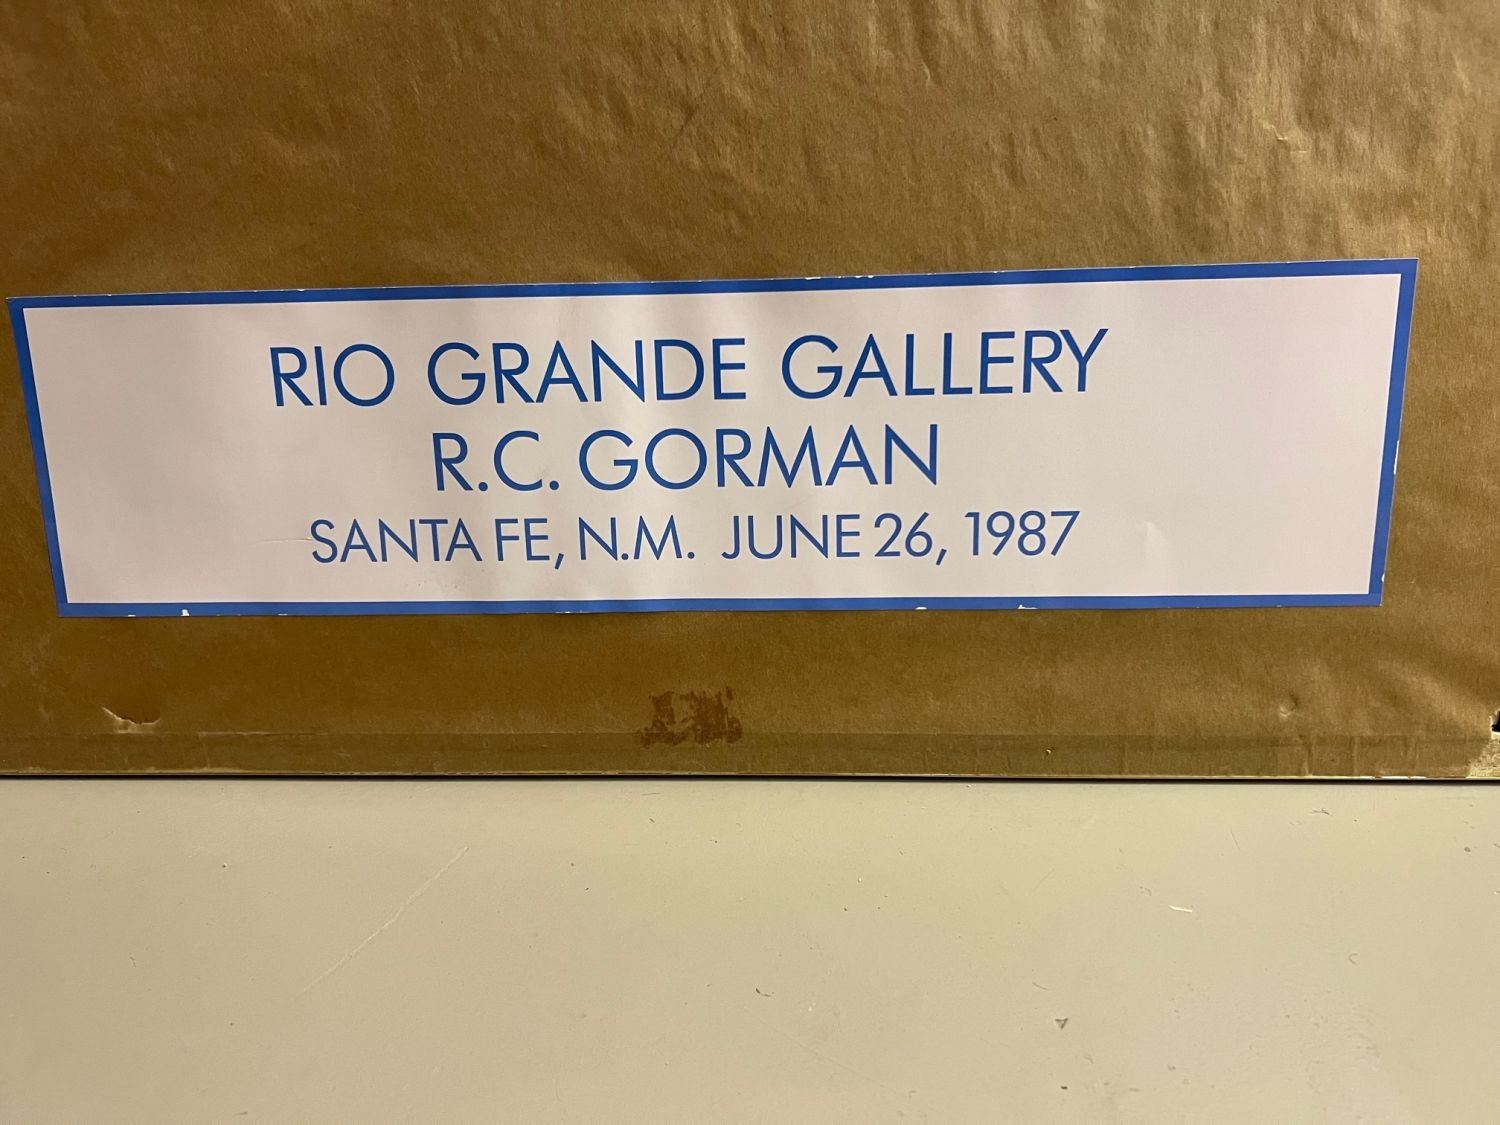 RIO GRANDE GALLERY
R.C. GORMAN
SANTA FE, N.M. JUNE 26, 1987